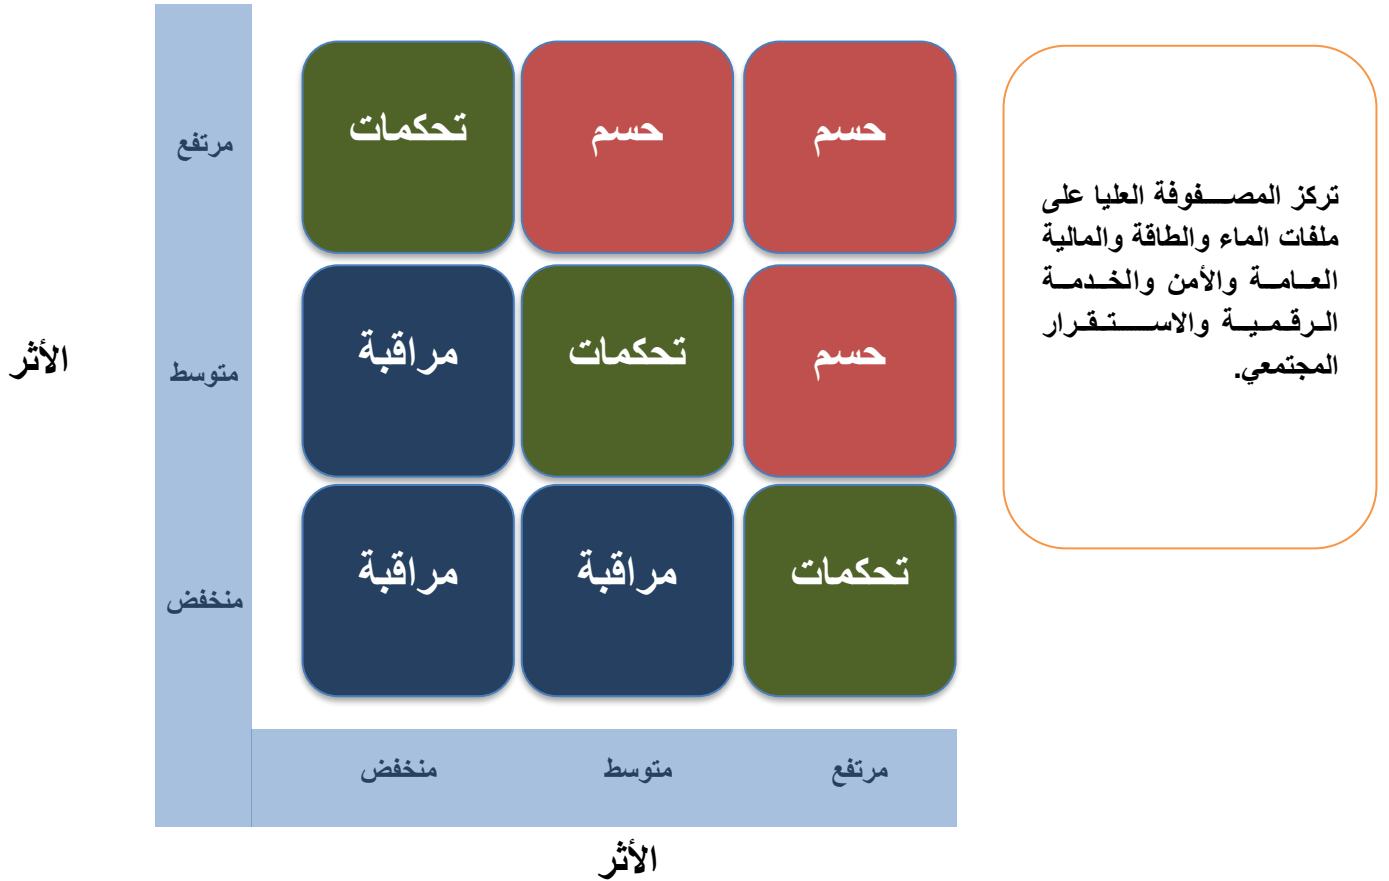 تحكمات
حسم
حسم
مرتفع
تركز المصفوفة العليا على
ملفات الماء والطاقة والمالية
العامة والأمن والخدمة
الرقمية والاستقرار
المجتمعي.
مراقبة
تحكمات
حسم
متوسط
الأثر
مراقبة
مراقبة
تحكمات
منخفض
منخفض
متوسط
مرتفع
الأثر